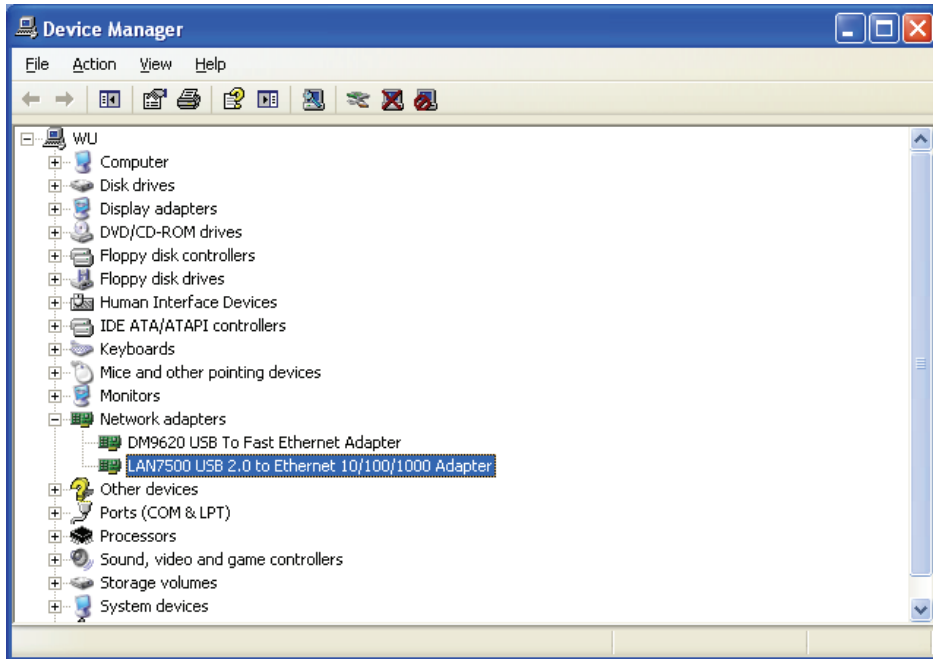 Device Manager
File Action View Help
WU
Computer
Disk drives
Display adapters
DVD/CD-ROM drives
Floppy disk controllers
Floppy disk drives
Human Interface Devices
IDE ATA/ATAPI controllers
Keyboards
Mice and other pointing devices
Monitors
Network adapters
DM9620 USB To Fast Ethernet Adapter
LAN7500 USB 2.0 to Ethernet 10/100/1000 Adapter
Other devices
Ports (COM & LPT)
Processors
Sound, video and game controllers
Storage volumes
System devices